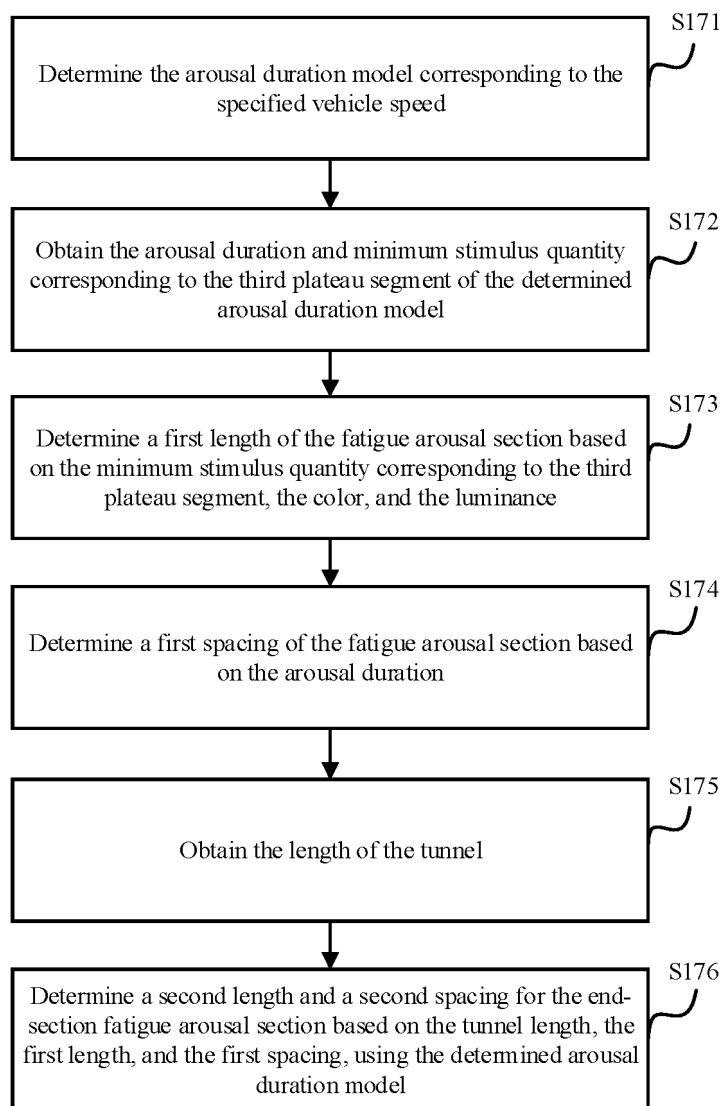 S171
Determine the arousal duration model corresponding to the
specified vehicle speed
S172
Obtain the arousal duration and minimum stimulus quantity
corresponding to the third plateau segment of the determined
arousal duration model
S173
Determine a first length of the fatigue arousal section based
on the minimum stimulus quantity corresponding to the third
plateau segment, the color, and the luminance
S174
Determine a first spacing of the fatigue arousal section based
on the arousal duration
S175
Obtain the length of the tunnel
S176
Determine a second length and a second spacing for the end-
section fatigue arousal section based on the tunnel length, the
first length, and the first spacing, using the determined arousal
duration model